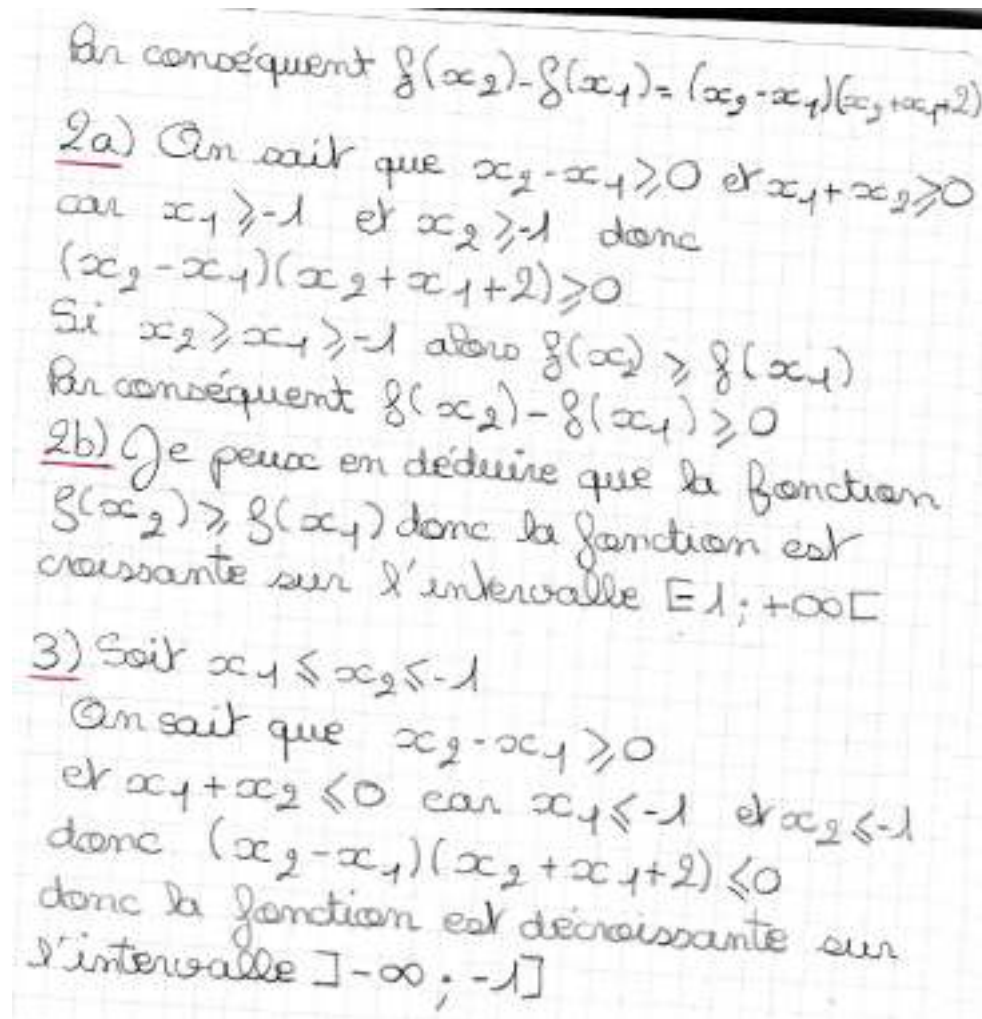 Par conséquent f(x₂)-f(x₁)=(x₂-x₁)(x₂+x₁+2)
2a) On sait que x₂-x₁⩾0 et x₁+x₂⩾0
car x₁⩾-1 et x₂⩾-1 donc
(x₂-x₁)(x₂+x₁+2)⩾0
Si x₂⩾x₁⩾-1 alors f(x₂)⩾f(x₁)
Par conséquent f(x₂)-f(x₁)⩾0
2b) Je peux en déduire que la fonction
f(x₂)⩾f(x₁) donc la fonction est
croissante sur l'intervalle [-1;+∞[
3) Soit x₁⩽x₂⩽-1
On sait que x₂-x₁⩾0
et x₁+x₂⩽0 car x₁⩽-1 et x₂⩽-1
donc (x₂-x₁)(x₂+x₁+2)⩽0
donc la fonction est décroissante sur
l'intervalle ]-∞;-1]